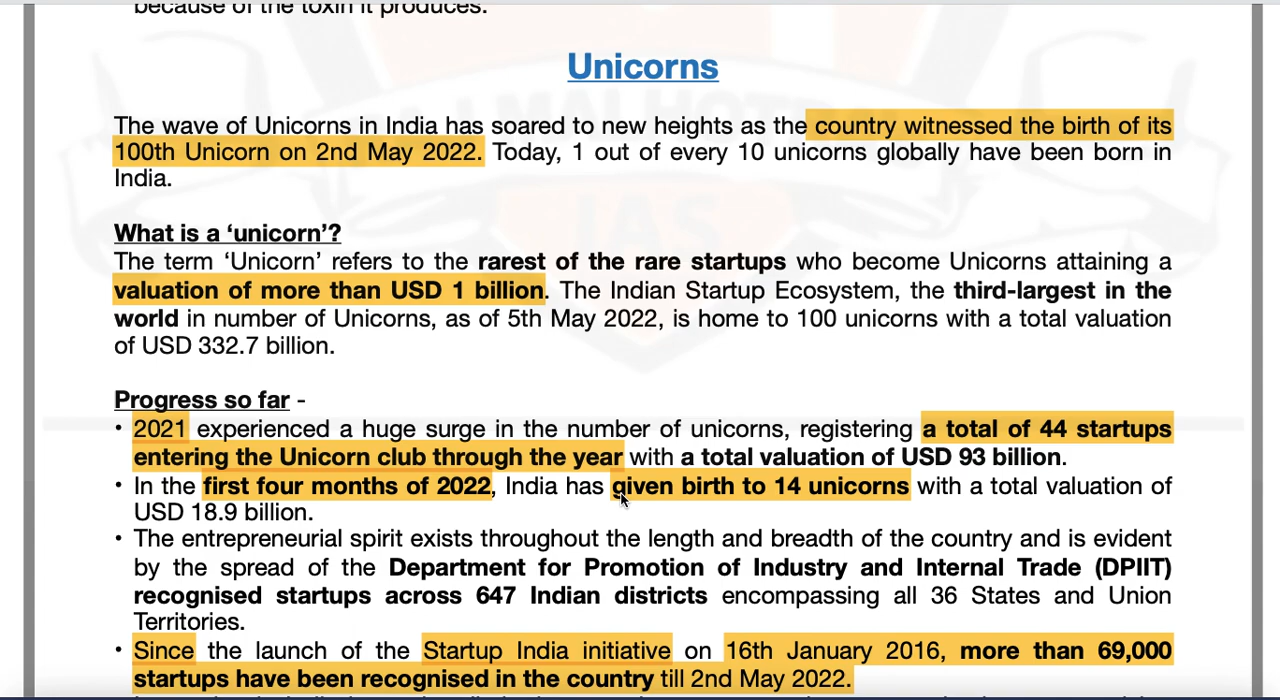 because of the toxin it produces.
Unicorns
The wave of Unicorns in India has soared to new heights as the country witnessed the birth of its
100th Unicorn on 2nd May 2022. Today, 1 out of every 10 unicorns globally have been born in
India.
What is a ‘unicorn’?
The term ‘Unicorn’ refers to the rarest of the rare startups who become Unicorns attaining a
valuation of more than USD 1 billion. The Indian Startup Ecosystem, the third-largest in the
world in number of Unicorns, as of 5th May 2022, is home to 100 unicorns with a total valuation
of USD 332.7 billion.
Progress so far -
• 2021 experienced a huge surge in the number of unicorns, registering a total of 44 startups
entering the Unicorn club through the year with a total valuation of USD 93 billion.
• In the first four months of 2022, India has given birth to 14 unicorns with a total valuation of
USD 18.9 billion.
• The entrepreneurial spirit exists throughout the length and breadth of the country and is evident
by the spread of the Department for Promotion of Industry and Internal Trade (DPIIT)
recognised startups across 647 Indian districts encompassing all 36 States and Union
Territories.
• Since the launch of the Startup India initiative on 16th January 2016, more than 69,000
startups have been recognised in the country till 2nd May 2022.
IAS